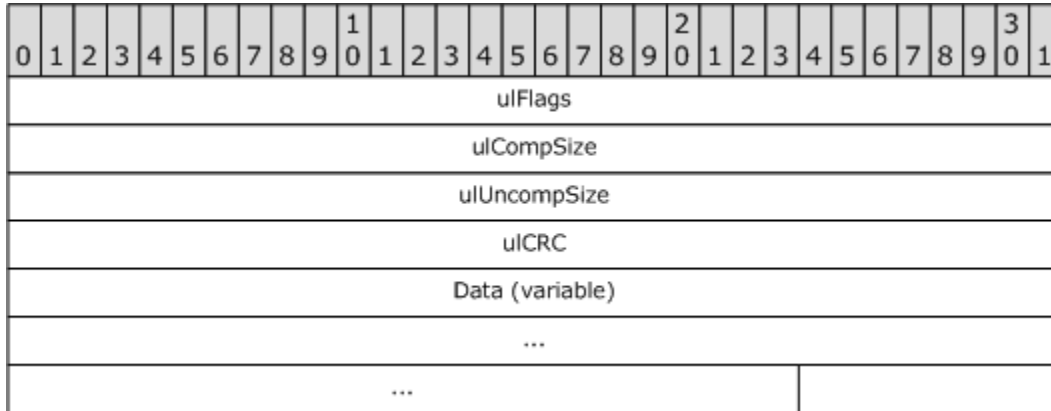 1 2 3
0 1 2 3 4 5 6 7 8 9 0 1 2 3 4 5 6 7 8 9 0 1 2 3 4 5 6 7 8 9 0 1
ulFlags
ulCompSize
ulUncompSize
ulCRC
Data (variable)
...
...